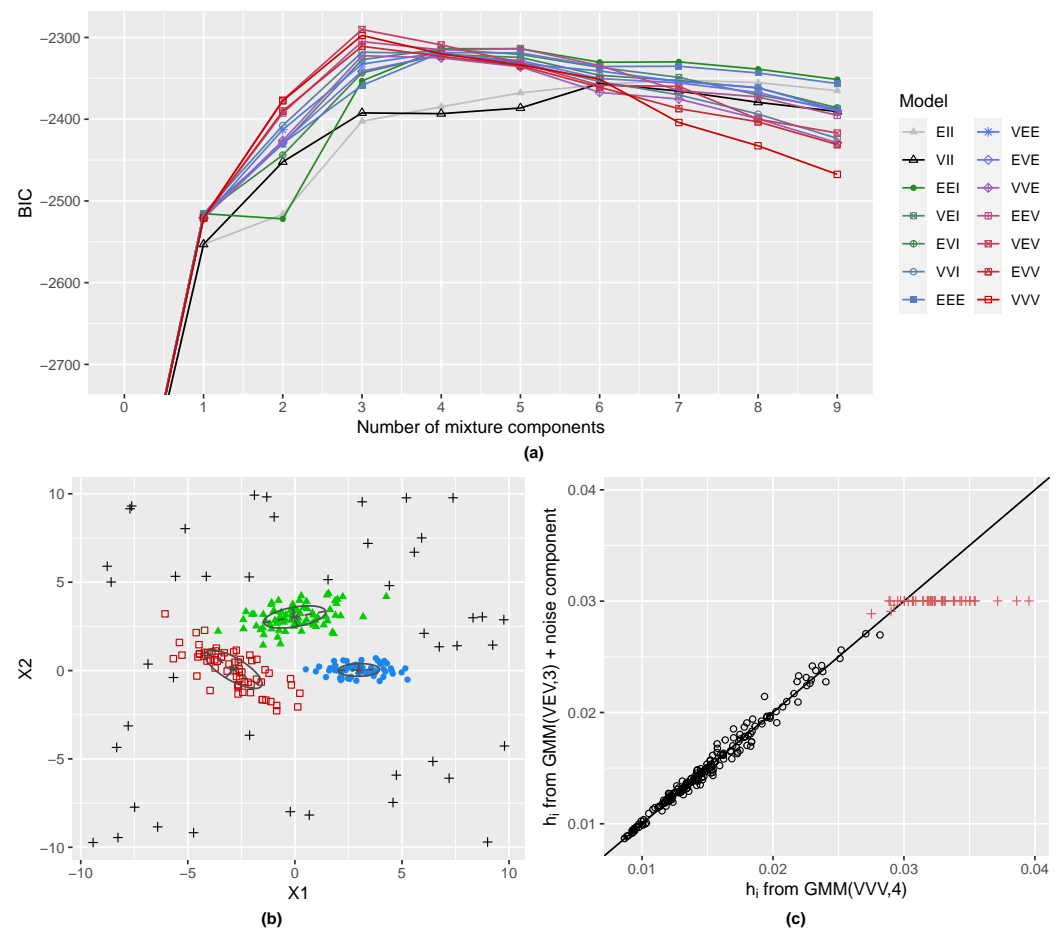 −2300
−2400
−2500
−2600
−2700
BIC
0 1 2 3 4 5 6 7 8 9
Number of mixture components
Model
EII VEE
VII EVE
EEI VVE
VEI EEV
EVI VEV
VVI EVV
EEE VVV
(a)
10
5
0
−5
−10
X2
−10 −5 0 5 10
X1
(b)
0.04
0.03
0.02
0.01
hᵢ from GMM(VEV,3) + noise component
0.01 0.02 0.03 0.04
hᵢ from GMM(VVV,4)
(c)